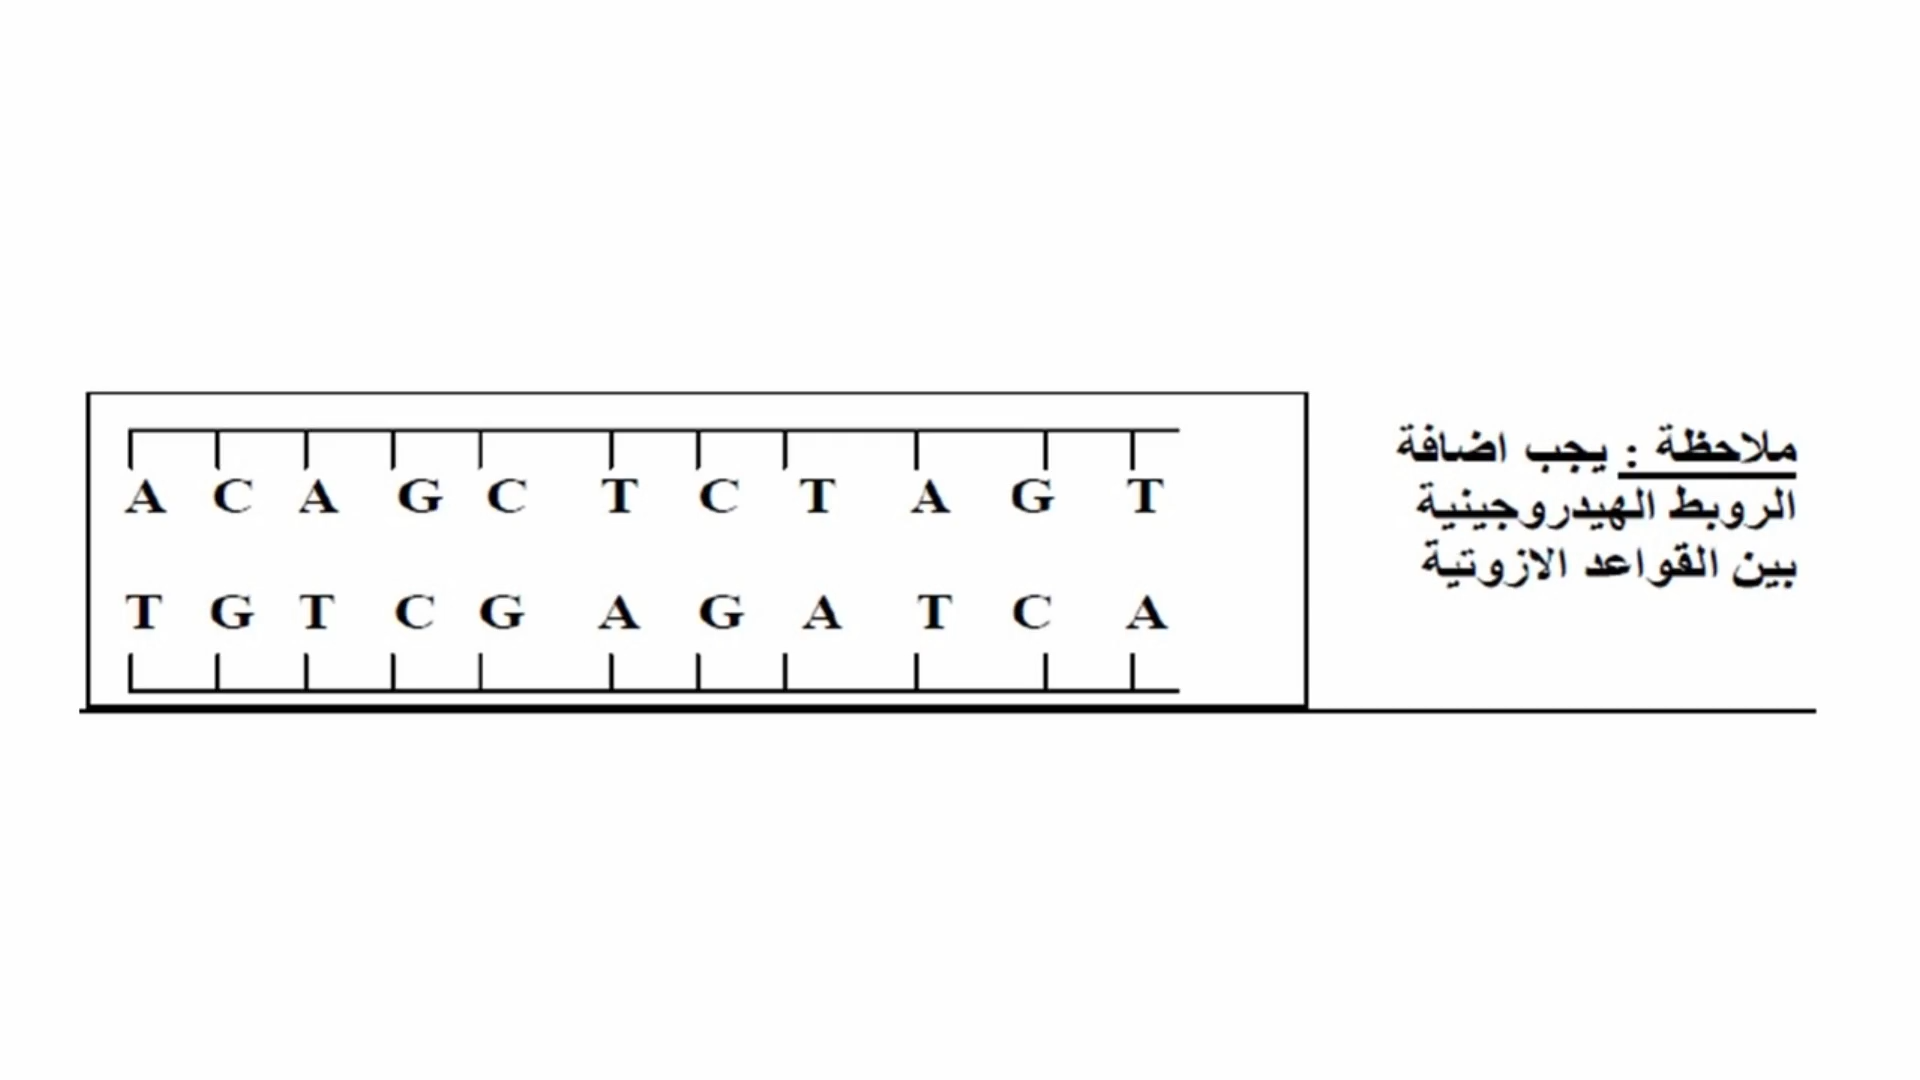 A C A G C T C T A G T
T G T C G A G A T C A
ملاحظة : يجب اضافة
الروبط الهيدروجينية
بين القواعد الازوتية